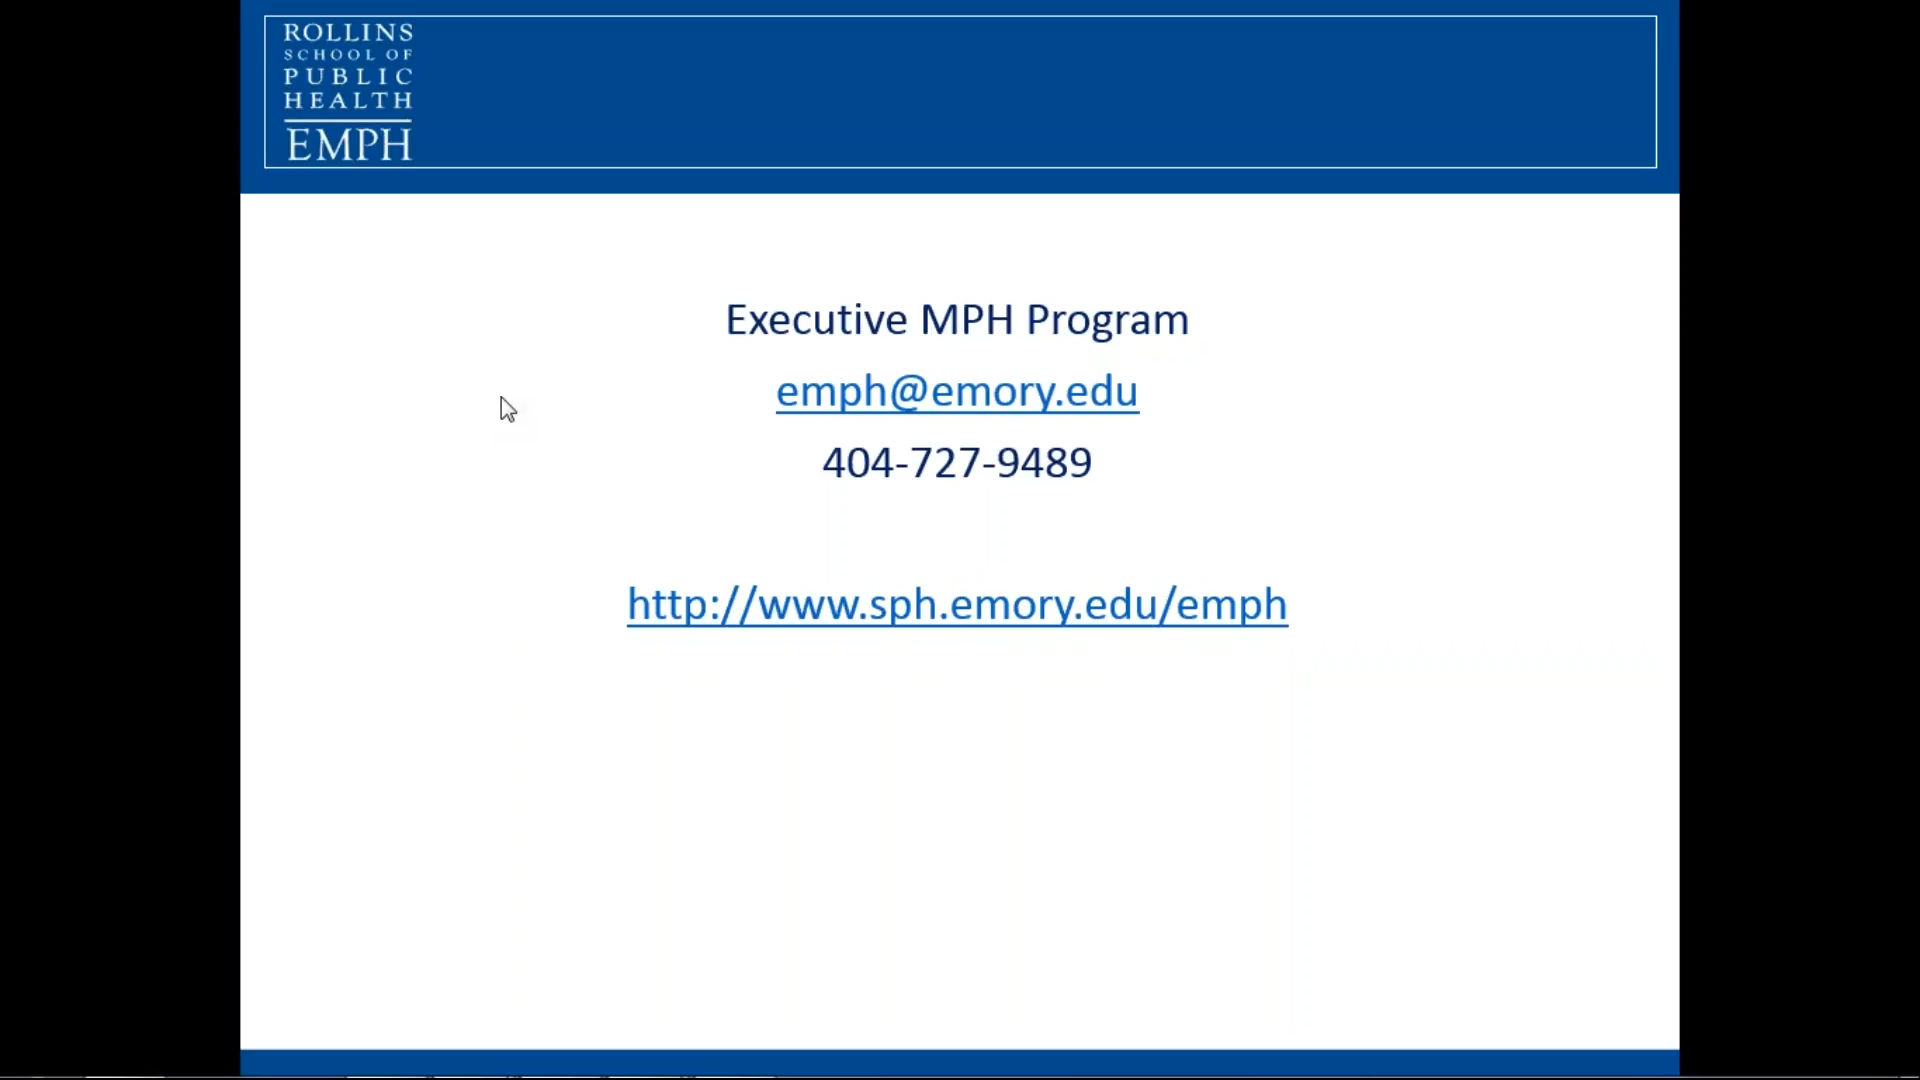 ROLLINS
SCHOOL OF
PUBLIC
HEALTH
EMPH
Executive MPH Program
emph@emory.edu
404-727-9489
http://www.sph.emory.edu/emph